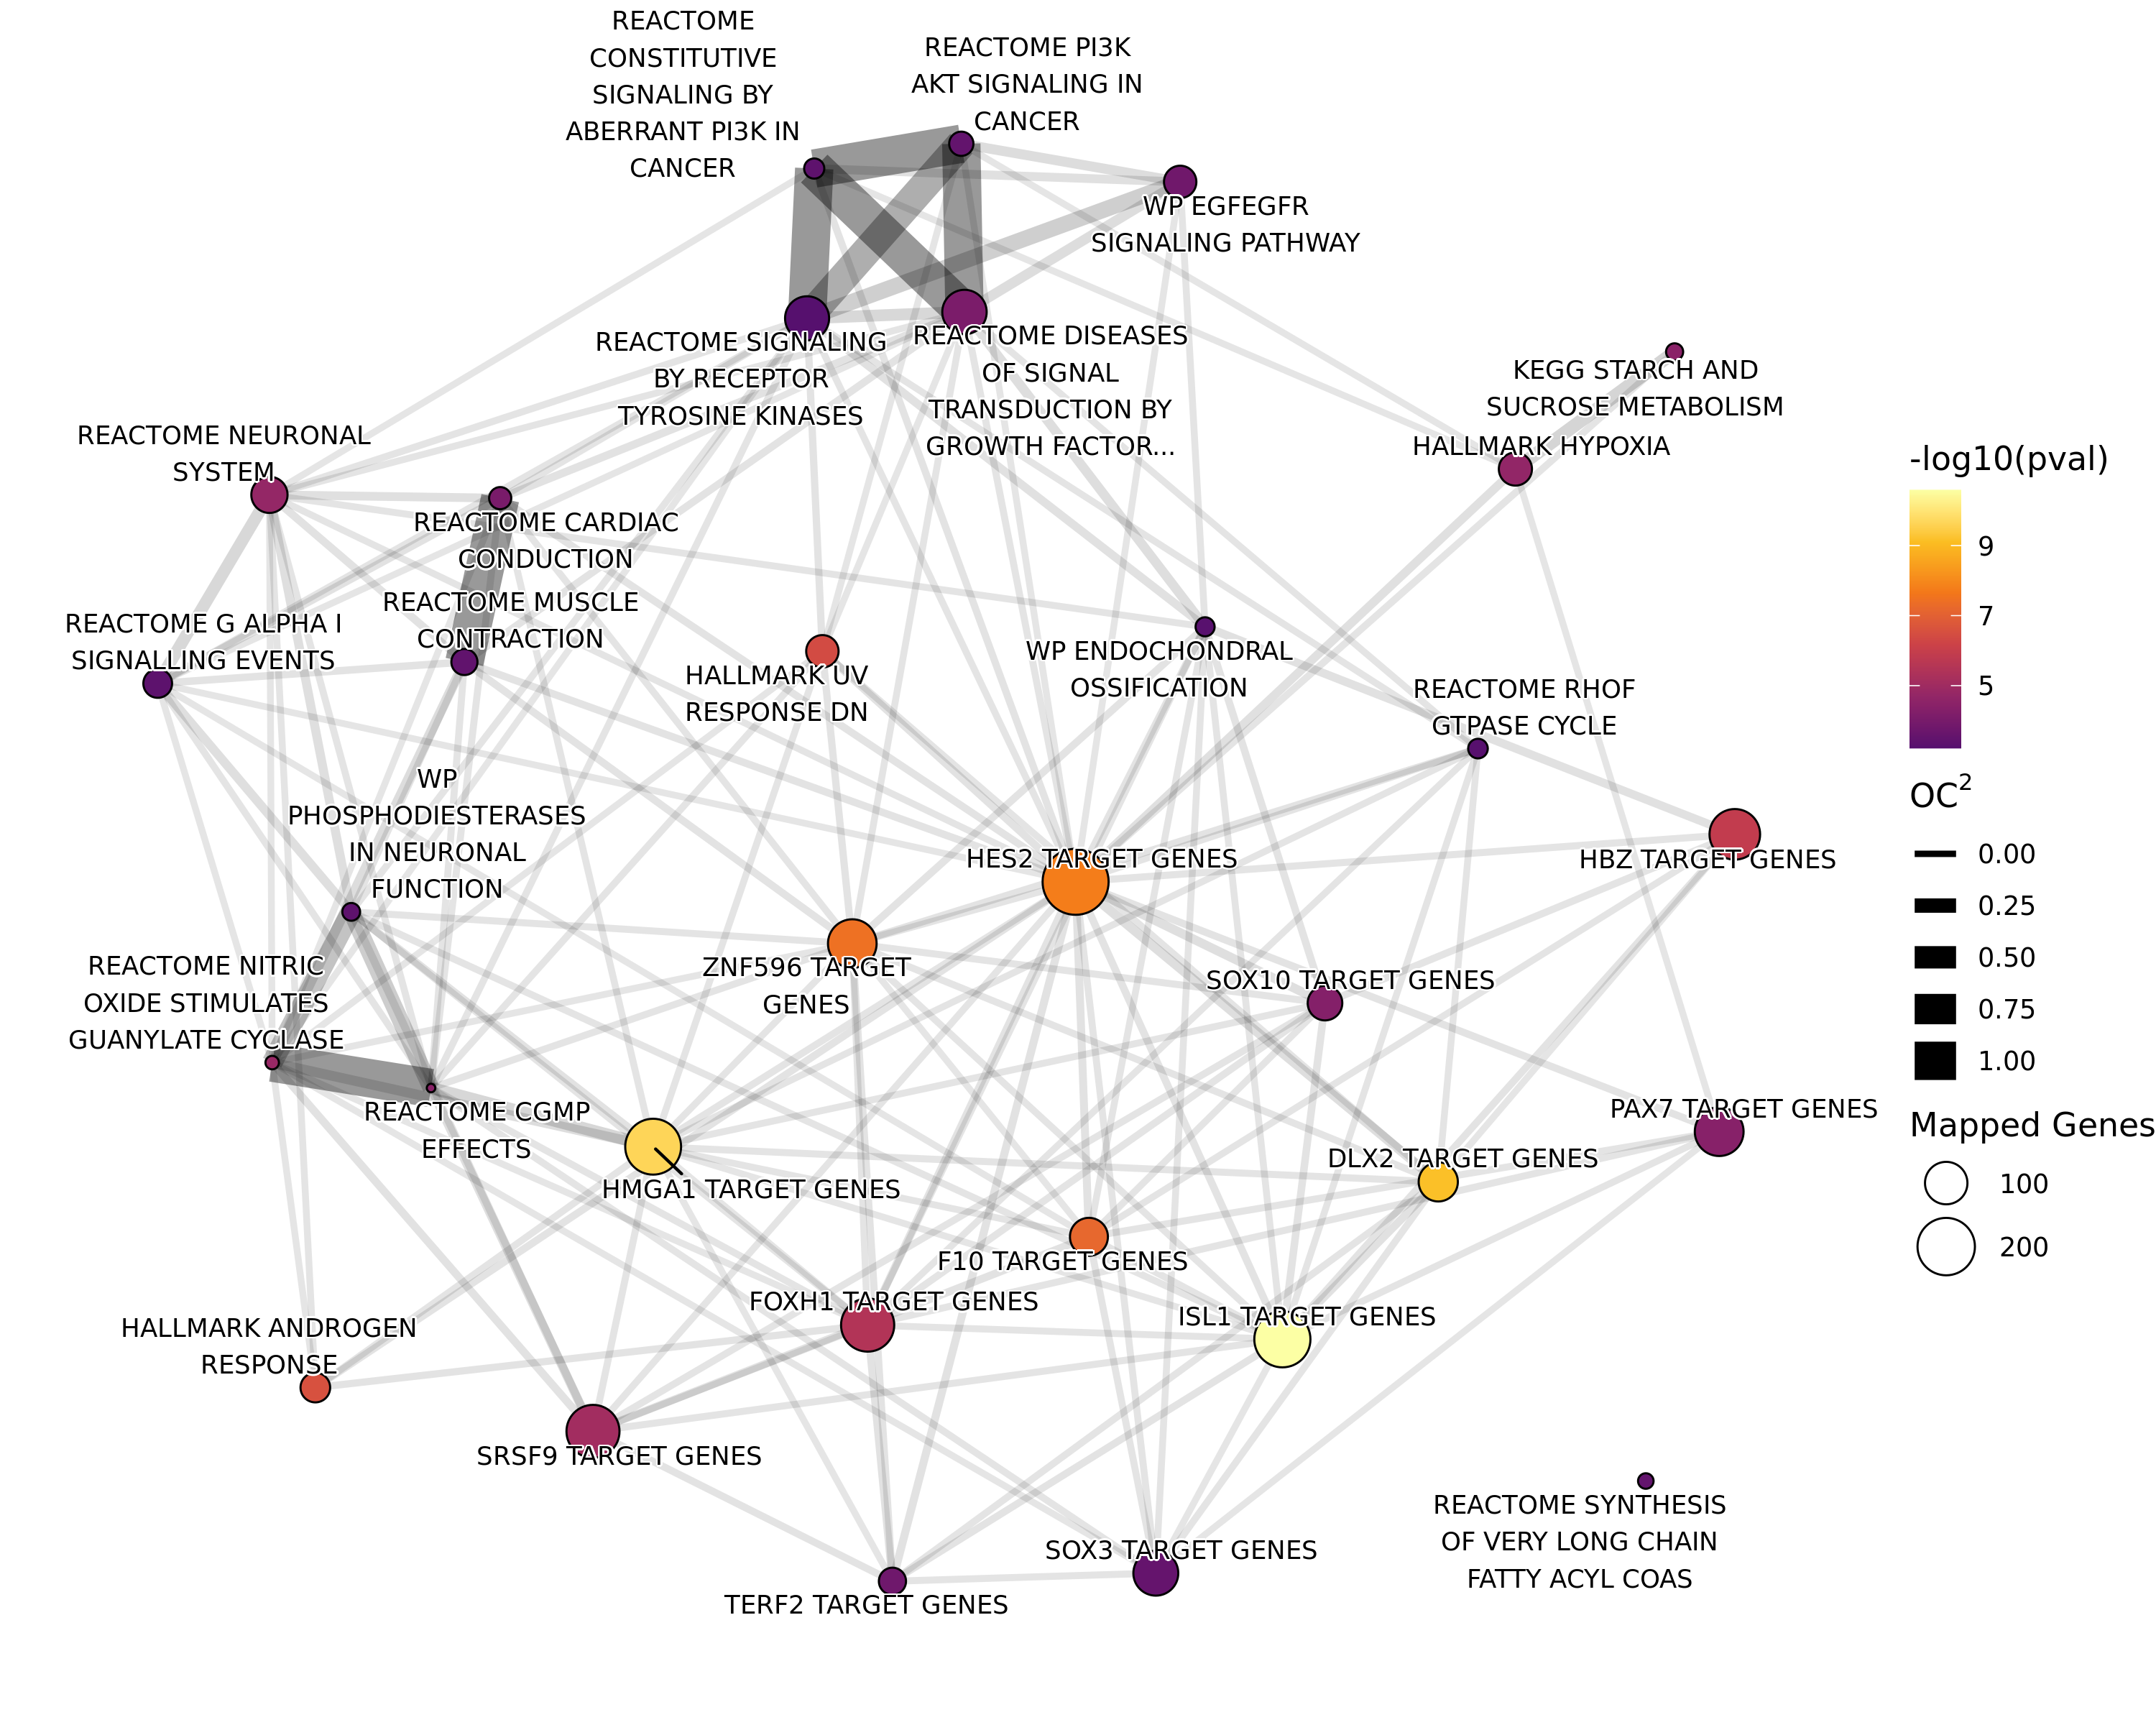 REACTOME
CONSTITUTIVE
SIGNALING BY
ABERRANT PI3K IN
CANCER
REACTOME PI3K
AKT SIGNALING IN
CANCER
WP EGFEGFR
SIGNALING PATHWAY
REACTOME SIGNALING
BY RECEPTOR
TYROSINE KINASES
REACTOME DISEASES
OF SIGNAL
TRANSDUCTION BY
GROWTH FACTOR...
KEGG STARCH AND
SUCROSE METABOLISM
HALLMARK HYPOXIA
REACTOME NEURONAL
SYSTEM
REACTOME CARDIAC
CONDUCTION
REACTOME MUSCLE
CONTRACTION
REACTOME G ALPHA I
SIGNALLING EVENTS
HALLMARK UV
RESPONSE DN
WP ENDOCHONDRAL
OSSIFICATION
REACTOME RHOF
GTPASE CYCLE
WP
PHOSPHODIESTERASES
IN NEURONAL
FUNCTION
HES2 TARGET GENES
HBZ TARGET GENES
REACTOME NITRIC
OXIDE STIMULATES
GUANYLATE CYCLASE
ZNF596 TARGET
GENES
SOX10 TARGET GENES
REACTOME CGMP
EFFECTS
PAX7 TARGET GENES
DLX2 TARGET GENES
HMGA1 TARGET GENES
F10 TARGET GENES
FOXH1 TARGET GENES
ISL1 TARGET GENES
HALLMARK ANDROGEN
RESPONSE
SRSF9 TARGET GENES
REACTOME SYNTHESIS
OF VERY LONG CHAIN
FATTY ACYL COAS
SOX3 TARGET GENES
TERF2 TARGET GENES
-log10(pval)
9
7
5
OC²
0.00
0.25
0.50
0.75
1.00
Mapped Genes
100
200